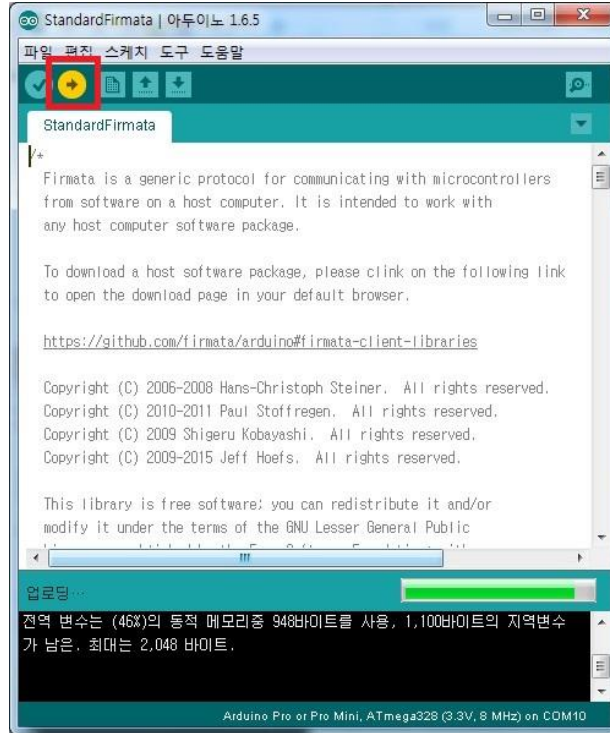 StandardFirmata | 아두이노 1.6.5
파일 편집 스케치 도구 도움말
StandardFirmata
/*
Firmata is a generic protocol for communicating with microcontrollers
from software on a host computer. It is intended to work with
any host computer software package.
To download a host software package, please clink on the following link
to open the download page in your default browser.
https://github.com/firmata/arduino#firmata-client-libraries
Copyright (C) 2006-2008 Hans-Christoph Steiner.  All rights reserved.
Copyright (C) 2010-2011 Paul Stoffregen.  All rights reserved.
Copyright (C) 2009 Shigeru Kobayashi.  All rights reserved.
Copyright (C) 2009-2015 Jeff Hoefs.  All rights reserved.
This library is free software; you can redistribute it and/or
modify it under the terms of the GNU Lesser General Public
업로딩…
전역 변수는 (46%)의 동적 메모리중 948바이트를 사용, 1,100바이트의 지역변수
가 남은. 최대는 2,048 바이트.
Arduino Pro or Pro Mini, ATmega328 (3.3V, 8 MHz) on COM10